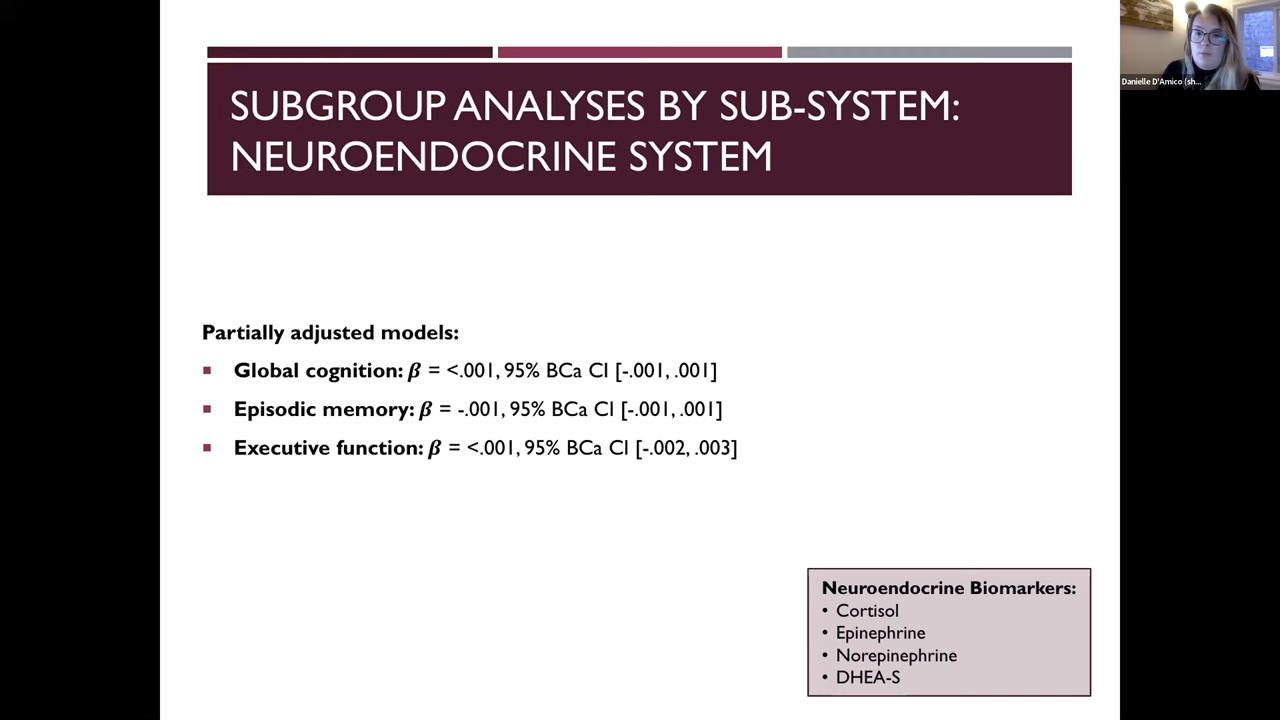 SUBGROUP ANALYSES BY SUB-SYSTEM:
NEUROENDOCRINE SYSTEM
Danielle D'Amico (sh...
Partially adjusted models:
▪ Global cognition: β = <.001, 95% BCa CI [-.001, .001]
▪ Episodic memory: β = -.001, 95% BCa CI [-.001, .001]
▪ Executive function: β = <.001, 95% BCa CI [-.002, .003]
Neuroendocrine Biomarkers:
• Cortisol
• Epinephrine
• Norepinephrine
• DHEA-S